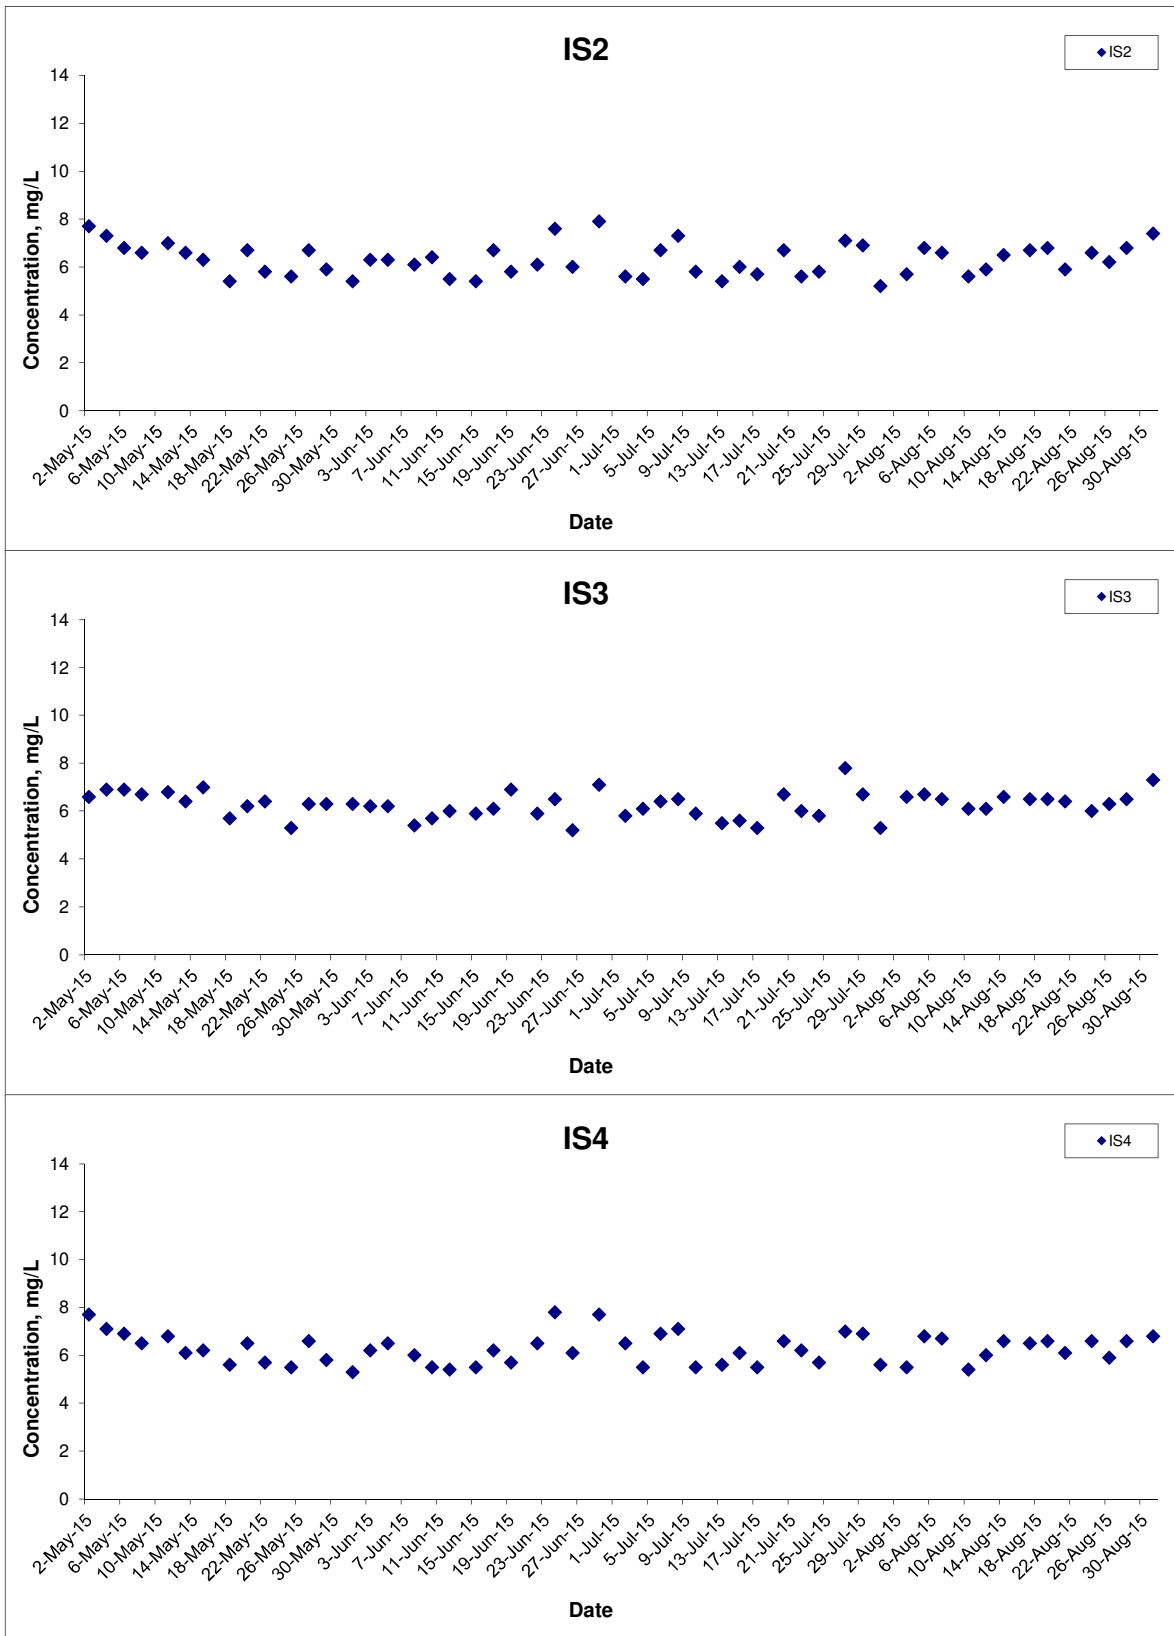 IS2
IS2
14
12
10
8
6
4
2
0
Concentration, mg/L
2-May-15 6-May-15 10-May-15 14-May-15 18-May-15 22-May-15 26-May-15 30-May-15 3-Jun-15 7-Jun-15 11-Jun-15 15-Jun-15 19-Jun-15 23-Jun-15 27-Jun-15 1-Jul-15 5-Jul-15 9-Jul-15 13-Jul-15 17-Jul-15 21-Jul-15 25-Jul-15 29-Jul-15 2-Aug-15 6-Aug-15 10-Aug-15 14-Aug-15 18-Aug-15 22-Aug-15 26-Aug-15 30-Aug-15
Date
IS3
IS3
14
12
10
8
6
4
2
0
Concentration, mg/L
2-May-15 6-May-15 10-May-15 14-May-15 18-May-15 22-May-15 26-May-15 30-May-15 3-Jun-15 7-Jun-15 11-Jun-15 15-Jun-15 19-Jun-15 23-Jun-15 27-Jun-15 1-Jul-15 5-Jul-15 9-Jul-15 13-Jul-15 17-Jul-15 21-Jul-15 25-Jul-15 29-Jul-15 2-Aug-15 6-Aug-15 10-Aug-15 14-Aug-15 18-Aug-15 22-Aug-15 26-Aug-15 30-Aug-15
Date
IS4
IS4
14
12
10
8
6
4
2
0
Concentration, mg/L
2-May-15 6-May-15 10-May-15 14-May-15 18-May-15 22-May-15 26-May-15 30-May-15 3-Jun-15 7-Jun-15 11-Jun-15 15-Jun-15 19-Jun-15 23-Jun-15 27-Jun-15 1-Jul-15 5-Jul-15 9-Jul-15 13-Jul-15 17-Jul-15 21-Jul-15 25-Jul-15 29-Jul-15 2-Aug-15 6-Aug-15 10-Aug-15 14-Aug-15 18-Aug-15 22-Aug-15 26-Aug-15 30-Aug-15
Date